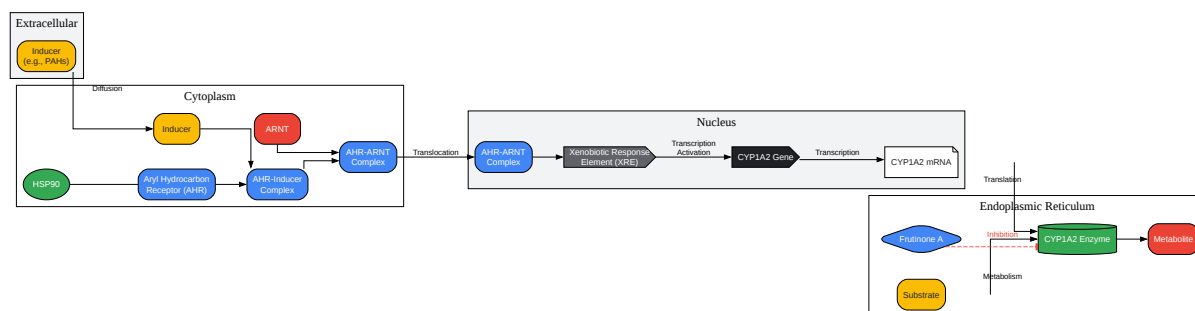 Extracellular
Inducer
(e.g., PAHs)
Diffusion
Cytoplasm
Inducer
ARNT
AHR-ARNT
Complex
HSP90
Aryl Hydrocarbon
Receptor (AHR)
AHR-Inducer
Complex
Translocation
Nucleus
AHR-ARNT
Complex
Xenobiotic Response
Element (XRE)
Transcription
Activation
CYP1A2 Gene
Transcription
CYP1A2 mRNA
Translation
Endoplasmic Reticulum
Frutinone A
Inhibition
CYP1A2 Enzyme
Metabolite
Metabolism
Substrate